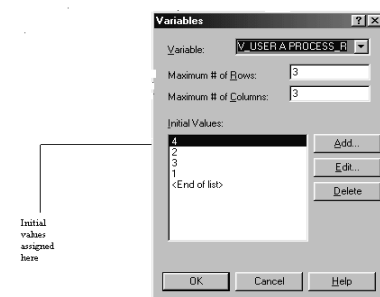 Variables
Variable: V_USER A PROCESS_R
Maximum # of Rows: 3
Maximum # of Columns: 3
Initial Values:
4
2
3
1
<End of list>
Add...
Edit...
Delete
Initial
values
assigned
here
OK Cancel Help